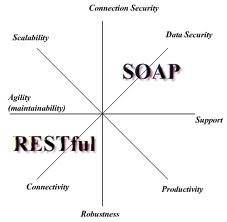 Connection Security
Scalability
Data Security
SOAP
Agility
(maintainability)
Support
RESTful
Connectivity
Productivity
Robustness